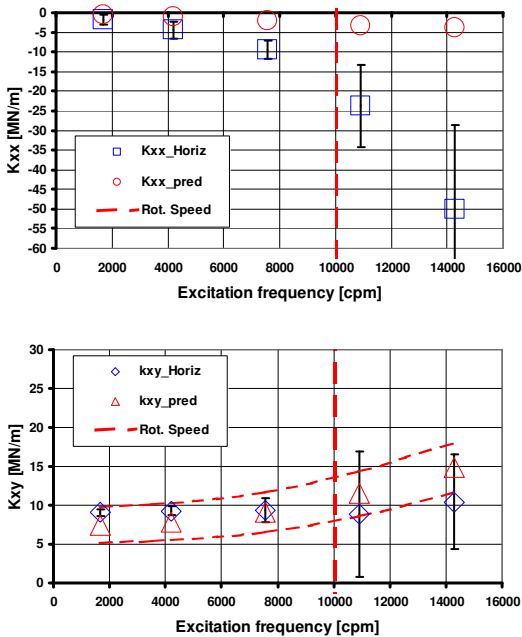 0
-5
-10
-15
-20
-25
-30
-35
-40
-45
-50
-55
-60
Kxx [MN/m]
Kxx_Horiz
Kxx_pred
Rot. Speed
0 2000 4000 6000 8000 10000 12000 14000 16000
Excitation frequency [cpm]
30
25
20
15
10
5
0
Kxy [MN/m]
kxy_Horiz
kxy_pred
Rot. Speed
0 2000 4000 6000 8000 10000 12000 14000 16000
Excitation frequency [cpm]